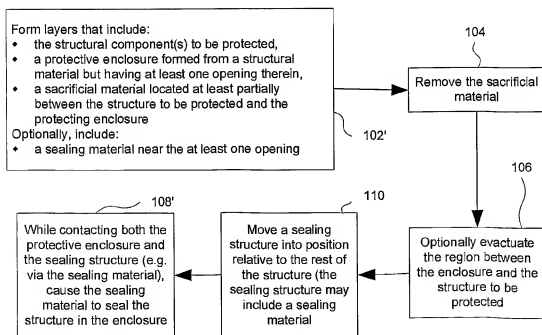 Form layers that include:
• the structural component(s) to be protected,
• a protective enclosure formed from a structural
material but having at least one opening therein,
• a sacrificial material located at least partially
between the structure to be protected and the
protecting enclosure
Optionally, include:
• a sealing material near the at least one opening
102'
104
Remove the sacrificial
material
106
Optionally evactuate
the region between
the enclosure and the
structure to be
protected
110
Move a sealing
structure into position
relative to the rest of
the structure (the
sealing structure may
include a sealing
material
108'
While contacting both the
protective enclosure and
the sealing structure (e.g.
via the sealing material),
cause the sealing
material to seal the
structure in the enclosure